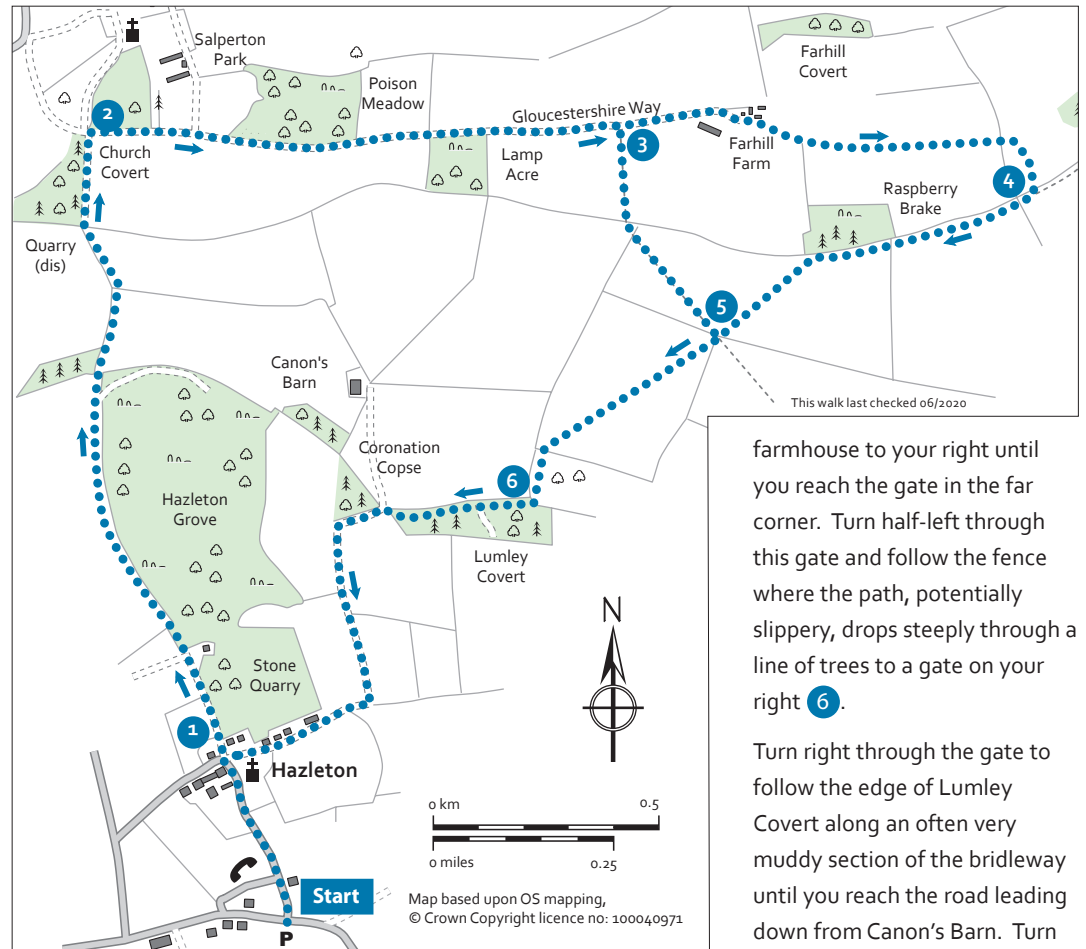 Salperton
Park
Poison
Meadow
Farhill
Covert
2
Church
Covert
Gloucestershire Way
3
Lamp
Acre
Farhill
Farm
4
Raspberry
Brake
Quarry
(dis)
5
Canon's
Barn
This walk last checked 06/2020
Coronation
Copse
6
Hazleton
Grove
Lumley
Covert
N
Stone
Quarry
1
Hazleton
0 km
0.5
0 miles
0.25
Start
P
Map based upon OS mapping,
© Crown Copyright licence no: 100040971
farmhouse to your right until
you reach the gate in the far
corner. Turn half-left through
this gate and follow the fence
where the path, potentially
slippery, drops steeply through a
line of trees to a gate on your
right 6.
Turn right through the gate to
follow the edge of Lumley
Covert along an often very
muddy section of the bridleway
until you reach the road leading
down from Canon's Barn. Turn